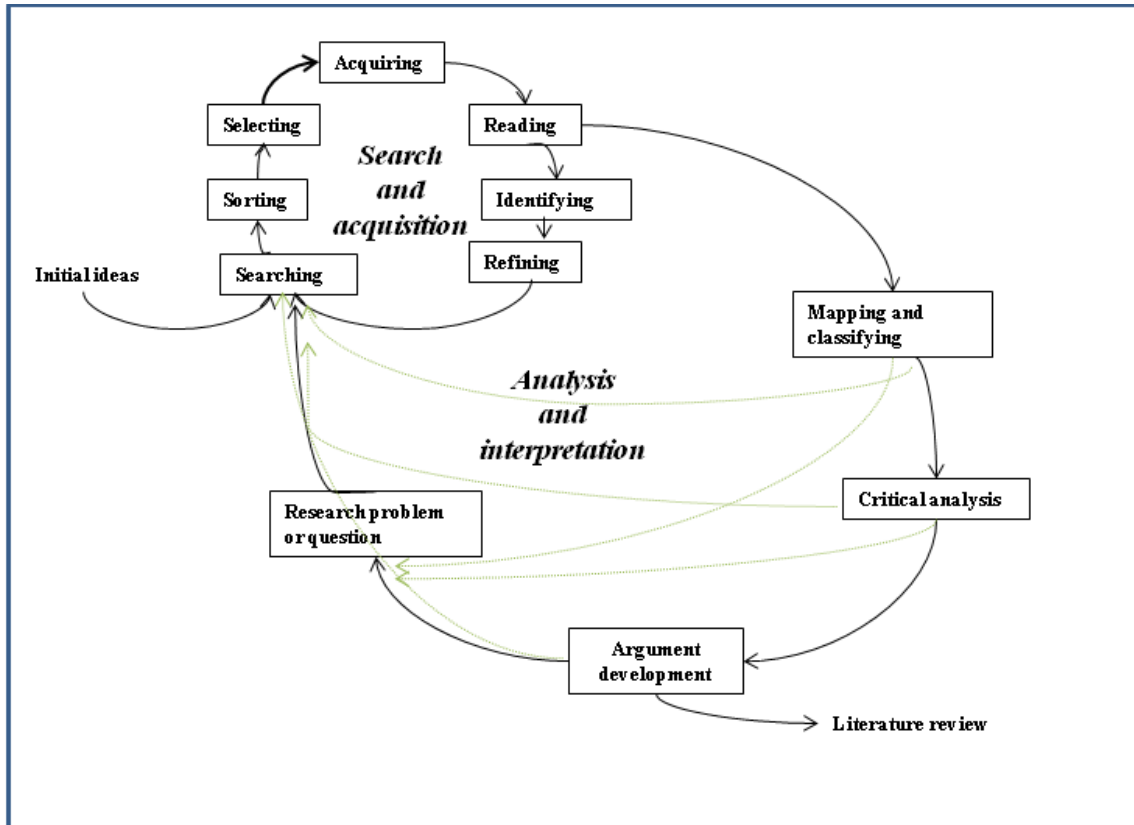 Acquiring
Selecting
Reading
Search
and
acquisition
Sorting
Identifying
Refining
Initial ideas
Searching
Mapping and
classifying
Analysis
and
interpretation
Critical analysis
Research problem
or question
Argument
development
Literature review